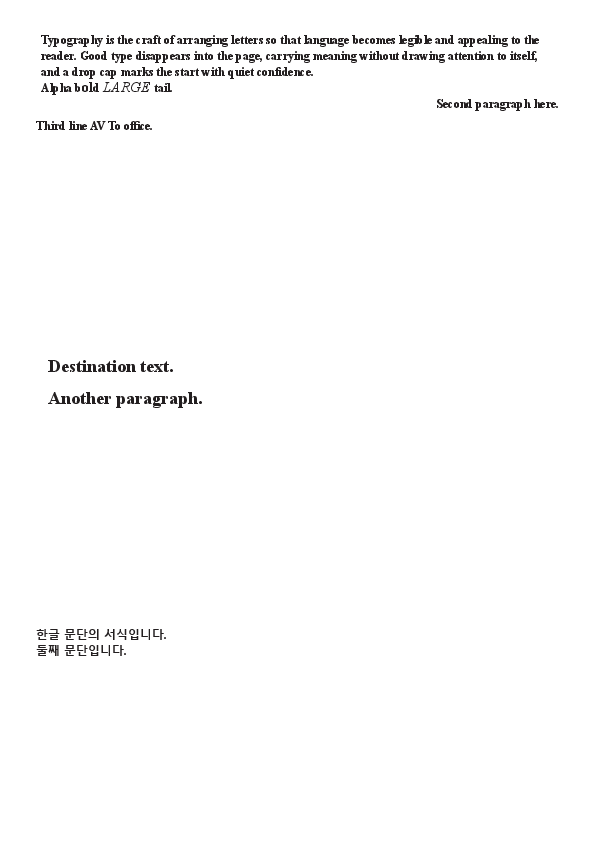 Typography is the craft of arranging letters so that language becomes legible and appealing to the
reader. Good type disappears into the page, carrying meaning without drawing attention to itself,
and a drop cap marks the start with quiet confidence.
Alpha bold LARGE tail.
Second paragraph here.
Third line AV To office.
Destination text.
Another paragraph.
한글 문단의 서식입니다.
둘째 문단입니다.